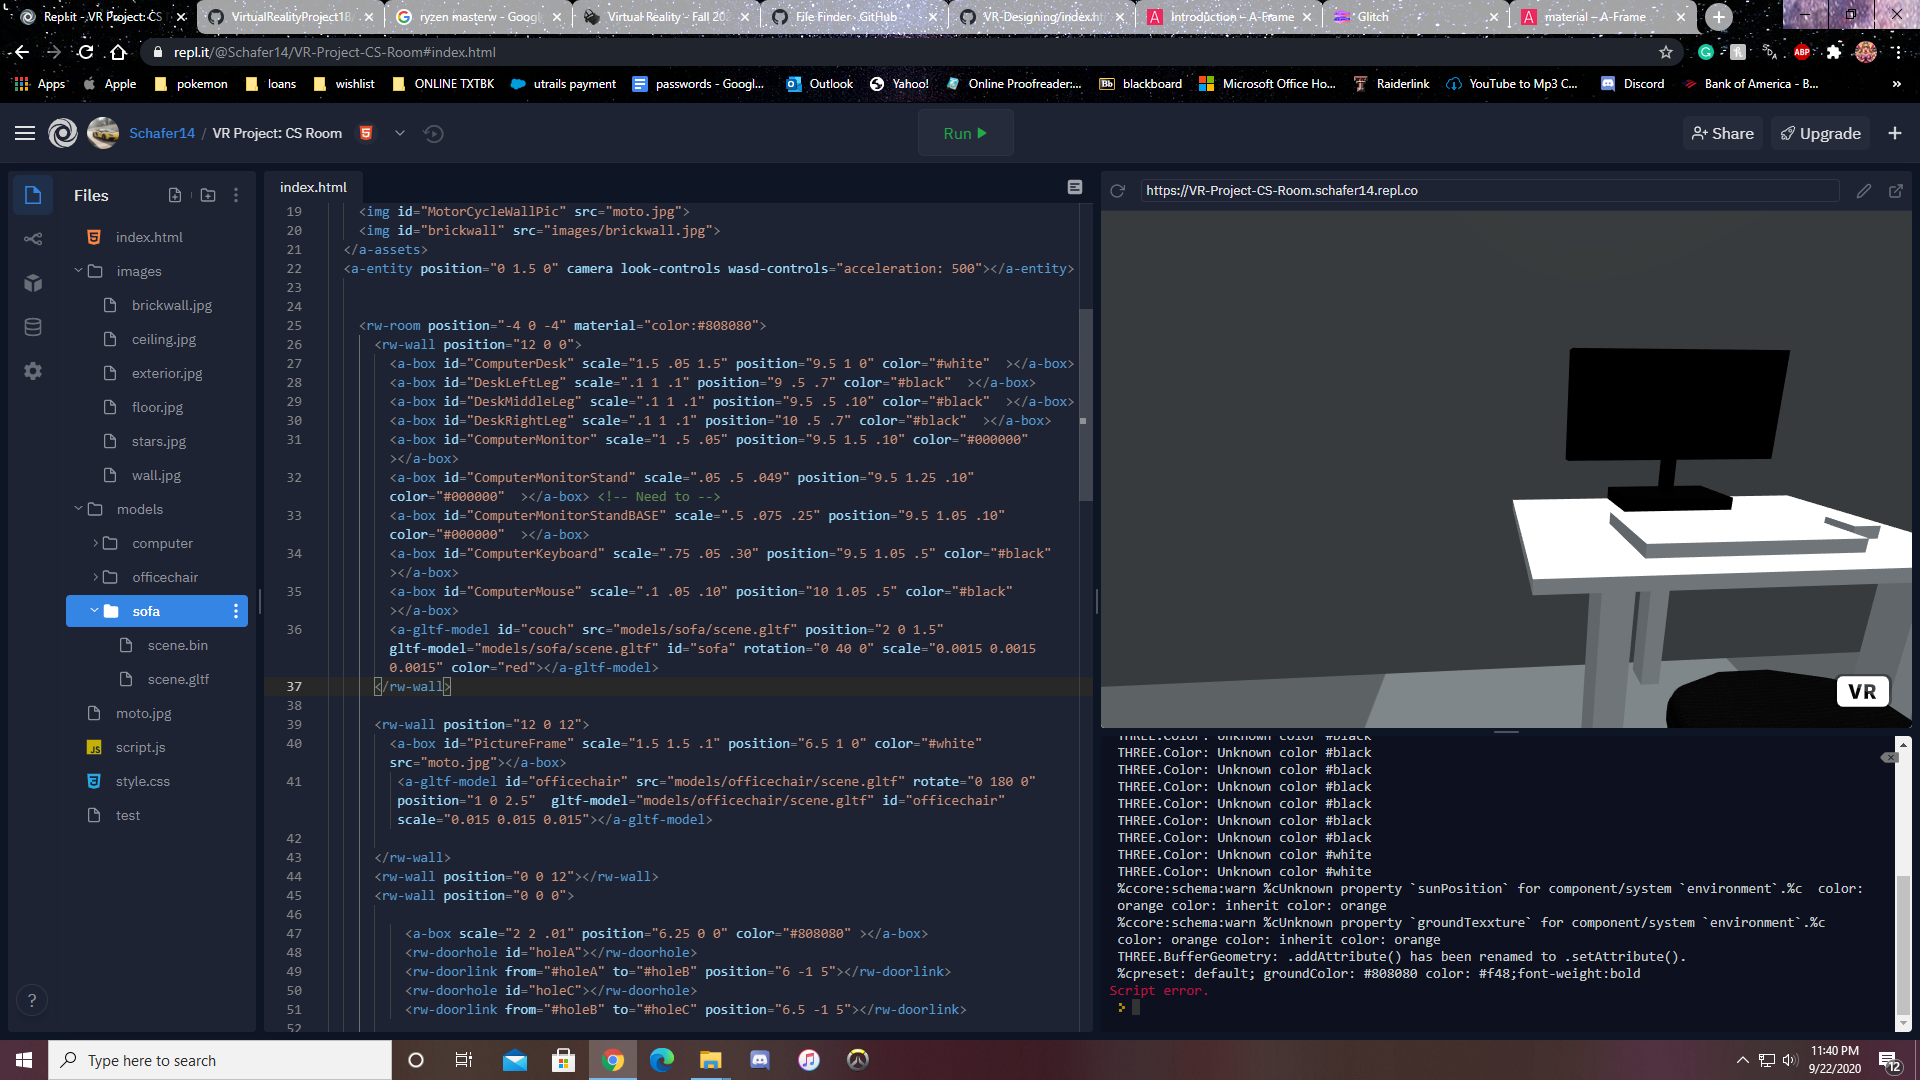 Repl.it - VR Project: CS
VirtualRealityProject18/
ryzen masterw - Goog
Virtual Reality - Fall 20
File Finder · GitHub
VR-Designing/index.ht
Introduction – A-Frame
Glitch
material – A-Frame
repl.it/@Schafer14/VR-Project-CS-Room#index.html
ABP
Apps
Apple
pokemon
loans
wishlist
ONLINE TXTBK
utrails payment
passwords - Googl...
Outlook
Yahoo!
Online Proofreader:...
Bb
blackboard
Microsoft Office Ho...
Raiderlink
YouTube to Mp3 C...
Discord
Bank of America - B...
»
Schafer14 / VR Project: CS Room
Run
Share
Upgrade
Files
index.html
images
brickwall.jpg
ceiling.jpg
exterior.jpg
floor.jpg
stars.jpg
wall.jpg
models
computer
officechair
sofa
scene.bin
scene.gltf
moto.jpg
JS script.js
style.css
test
?
index.html
19 <img id="MotorCycleWallPic" src="moto.jpg">
20 <img id="brickwall" src="images/brickwall.jpg">
21 </a-assets>
22 <a-entity position="0 1.5 0" camera look-controls wasd-controls="acceleration: 500"></a-entity>
23
24
25 <rw-room position="-4 0 -4" material="color:#808080">
26 <rw-wall position="12 0 0">
27 <a-box id="ComputerDesk" scale="1.5 .05 1.5" position="9.5 1 0" color="#white"  ></a-box>
28 <a-box id="DeskLeftLeg" scale=".1 1 .1" position="9 .5 .7" color="#black"  ></a-box>
29 <a-box id="DeskMiddleLeg" scale=".1 1 .1" position="9.5 .5 .10" color="#black"  ></a-box>
30 <a-box id="DeskRightLeg" scale=".1 1 .1" position="10 .5 .7" color="#black"  ></a-box>
31 <a-box id="ComputerMonitor" scale="1 .5 .05" position="9.5 1.5 .10" color="#000000"
></a-box>
32 <a-box id="ComputerMonitorStand" scale=".05 .5 .049" position="9.5 1.25 .10"
color="#000000"  ></a-box> <!-- Need to -->
33 <a-box id="ComputerMonitorStandBASE" scale=".5 .075 .25" position="9.5 1.05 .10"
color="#000000"  ></a-box>
34 <a-box id="ComputerKeyboard" scale=".75 .05 .30" position="9.5 1.05 .5" color="#black"
></a-box>
35 <a-box id="ComputerMouse" scale=".1 .05 .10" position="10 1.05 .5" color="#black"
></a-box>
36 <a-gltf-model id="couch" src="models/sofa/scene.gltf" position="2 0 1.5"
gltf-model="models/sofa/scene.gltf" id="sofa" rotation="0 40 0" scale="0.0015 0.0015
0.0015" color="red"></a-gltf-model>
37 </rw-wall>
38
39 <rw-wall position="12 0 12">
40 <a-box id="PictureFrame" scale="1.5 1.5 .1" position="6.5 1 0" color="#white"
src="moto.jpg"></a-box>
41 <a-gltf-model id="officechair" src="models/officechair/scene.gltf" rotate="0 180 0"
position="1 0 2.5"  gltf-model="models/officechair/scene.gltf" id="officechair"
scale="0.015 0.015 0.015"></a-gltf-model>
42
43 </rw-wall>
44 <rw-wall position="0 0 12"></rw-wall>
45 <rw-wall position="0 0 0">
46
47 <a-box scale="2 2 .01" position="6.25 0 0" color="#808080" ></a-box>
48 <rw-doorhole id="holeA"></rw-doorhole>
49 <rw-doorlink from="#holeA" to="#holeB" position="6 -1 5"></rw-doorlink>
50 <rw-doorhole id="holeC"></rw-doorhole>
51 <rw-doorlink from="#holeB" to="#holeC" position="6.5 -1 5"></rw-doorlink>
52
https://VR-Project-CS-Room.schafer14.repl.co
VR
THREE.Color: Unknown color #black
THREE.Color: Unknown color #black
THREE.Color: Unknown color #black
THREE.Color: Unknown color #black
THREE.Color: Unknown color #black
THREE.Color: Unknown color #black
THREE.Color: Unknown color #black
THREE.Color: Unknown color #white
THREE.Color: Unknown color #white
%ccore:schema:warn %cUnknown property `sunPosition` for component/system `environment`.%c  color:
orange color: inherit color: orange
%ccore:schema:warn %cUnknown property `groundTexxture` for component/system `environment`.%c
color: orange color: inherit color: orange
THREE.BufferGeometry: .addAttribute() has been renamed to .setAttribute().
%cpreset: default; groundColor: #808080 color: #f48;font-weight:bold
Script error.
Type here to search
11:40 PM
9/22/2020
12